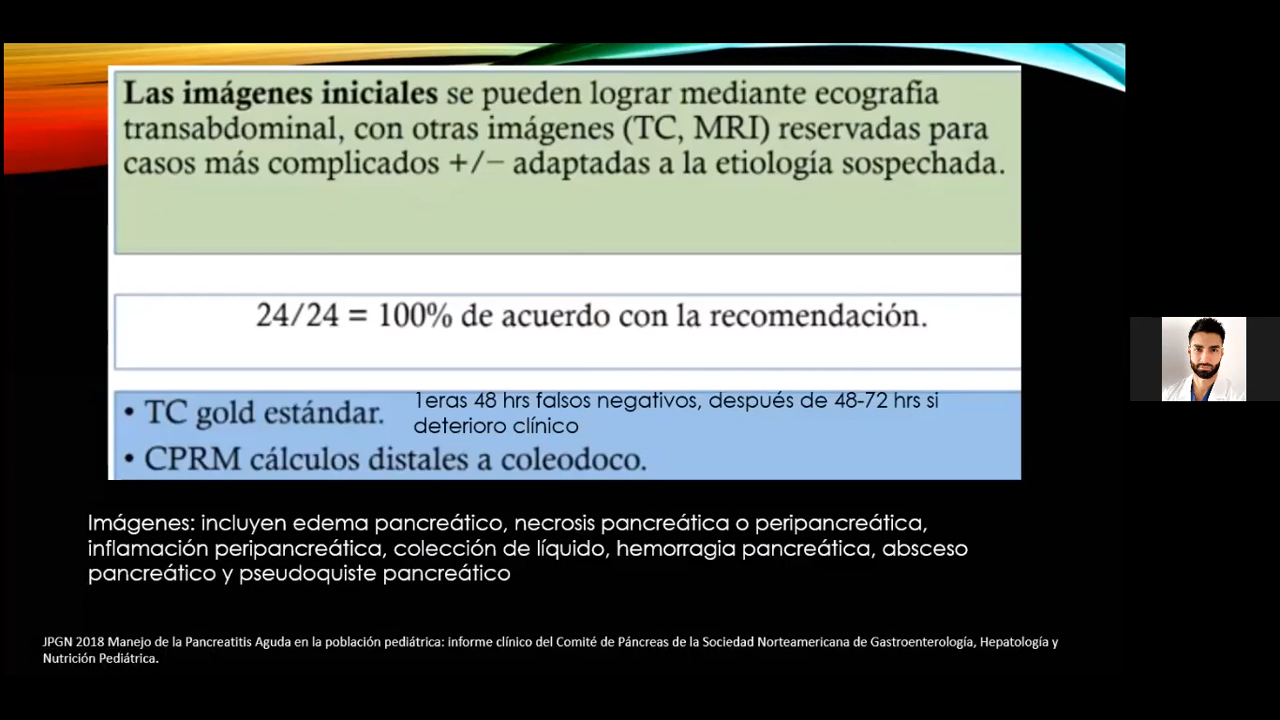 Las imágenes iniciales se pueden lograr mediante ecografía
transabdominal, con otras imágenes (TC, MRI) reservadas para
casos más complicados +/− adaptadas a la etiología sospechada.
24/24 = 100% de acuerdo con la recomendación.
• TC gold estándar.
1eras 48 hrs falsos negativos, después de 48-72 hrs si
deterioro clínico
• CPRM cálculos distales a coleodoco.
Imágenes: incluyen edema pancreático, necrosis pancreática o peripancreática,
inflamación peripancreática, colección de líquido, hemorragia pancreática, absceso
pancreático y pseudoquiste pancreático
JPGN 2018 Manejo de la Pancreatitis Aguda en la población pediátrica: informe clínico del Comité de Páncreas de la Sociedad Norteamericana de Gastroenterología, Hepatología y
Nutrición Pediátrica.